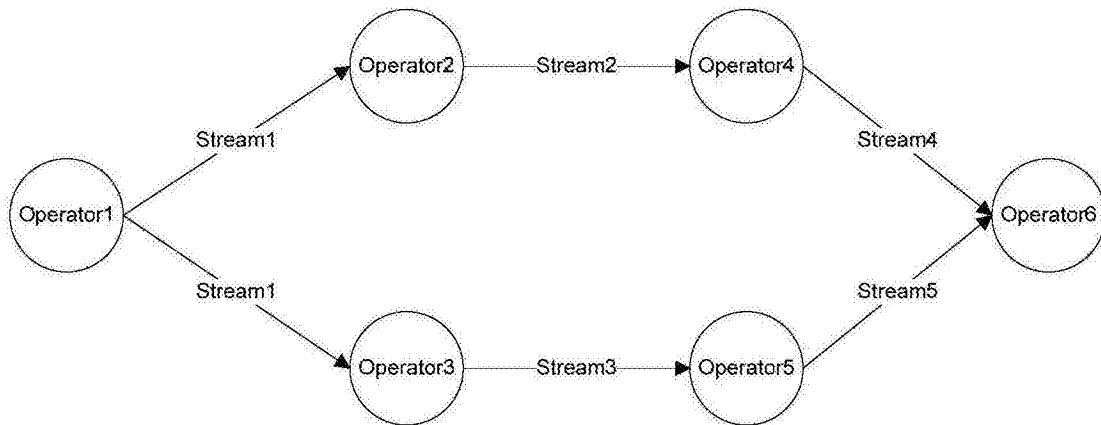 Operator2
Stream2
Operator4
Stream1
Stream4
Operator1
Operator6
Stream1
Stream5
Operator3
Stream3
Operator5